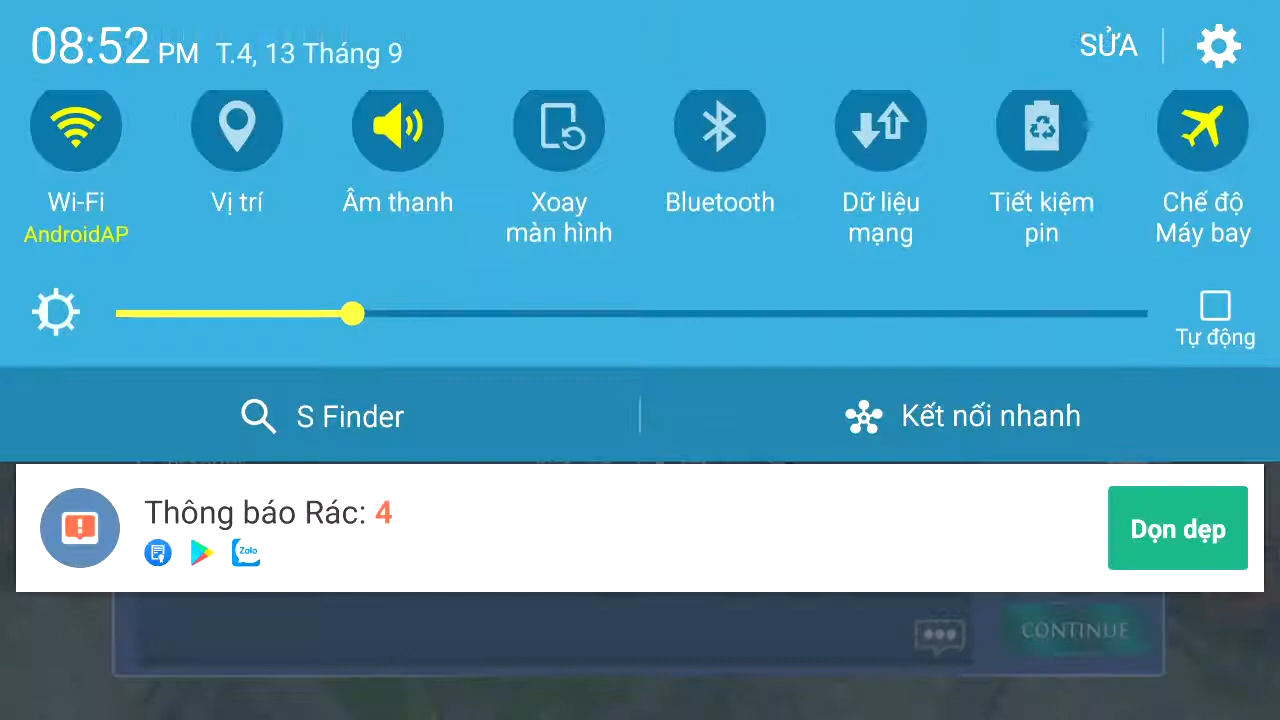 08:52 PM T.4, 13 Tháng 9
SỬA
Wi-Fi
AndroidAP
Vị trí
Âm thanh
Xoay
màn hình
Bluetooth
Dữ liệu
mạng
Tiết kiệm
pin
Chế độ
Máy bay
Tự động
S Finder
Kết nối nhanh
Thông báo Rác: 4
Zalo
Dọn dẹp
CONTINUE